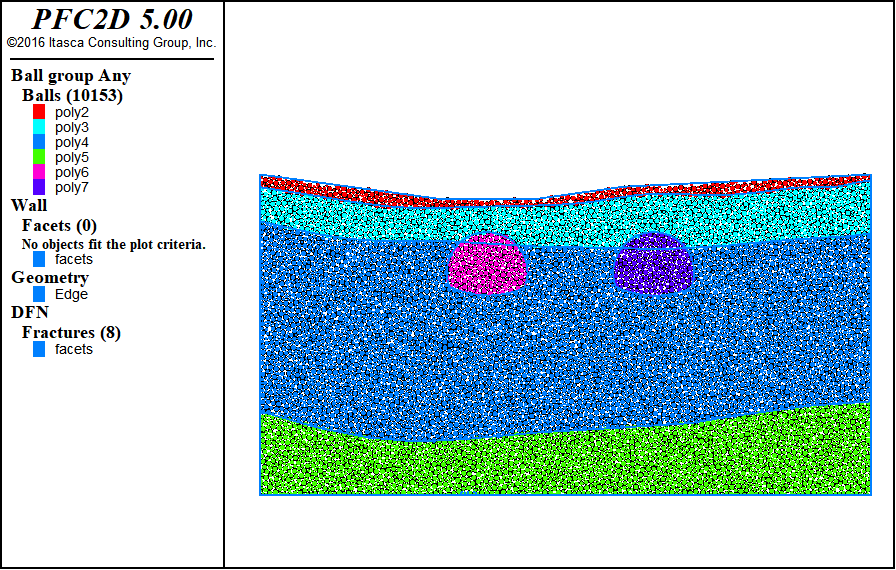 PFC2D 5.00
©2016 Itasca Consulting Group, Inc.
Ball group Any
Balls (10153)
poly2
poly3
poly4
poly5
poly6
poly7
Wall
Facets (0)
No objects fit the plot criteria.
facets
Geometry
Edge
DFN
Fractures (8)
facets